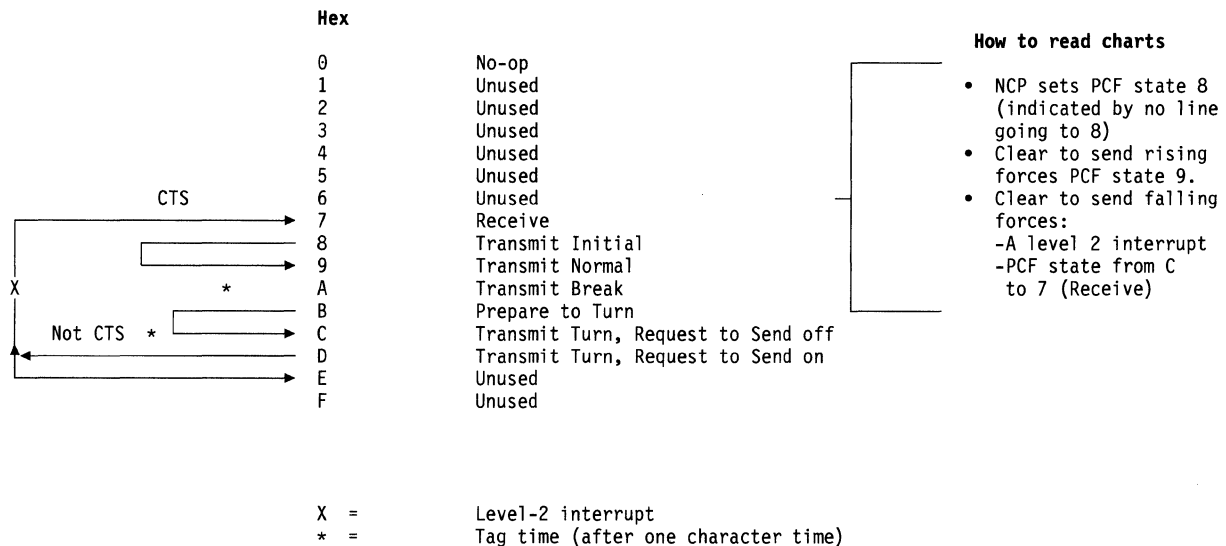 Hex
0 No-op
1 Unused
2 Unused
3 Unused
4 Unused
5 Unused
CTS 6 Unused
7 Receive
8 Transmit Initial
9 Transmit Normal
X * A Transmit Break
B Prepare to Turn
Not CTS * C Transmit Turn, Request to Send off
D Transmit Turn, Request to Send on
E Unused
F Unused
How to read charts
• NCP sets PCF state 8
(indicated by no line
going to 8)
• Clear to send rising
forces PCF state 9.
• Clear to send falling
forces:
-A level 2 interrupt
-PCF state from C
to 7 (Receive)
X = Level-2 interrupt
* = Tag time (after one character time)